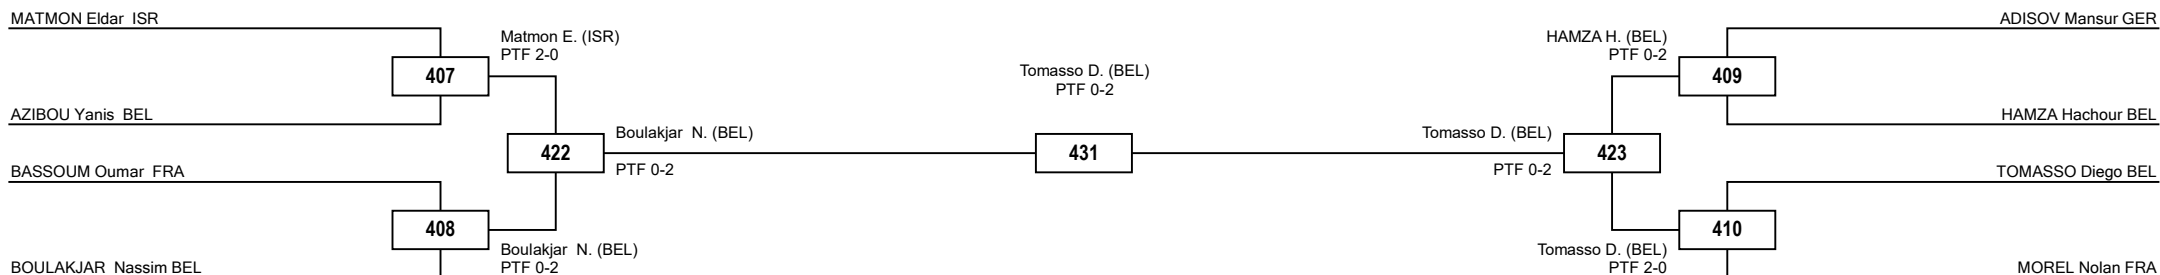 MATMON Eldar ISR
ADISOV Mansur GER
Matmon E. (ISR)
PTF 2-0
HAMZA H. (BEL)
PTF 0-2
407
Tomasso D. (BEL)
PTF 0-2
409
AZIBOU Yanis BEL
HAMZA Hachour BEL
Boulakjar N. (BEL)
Tomasso D. (BEL)
422
431
423
PTF 0-2
PTF 0-2
BASSOUM Oumar FRA
TOMASSO Diego BEL
408
410
Boulakjar N. (BEL)
PTF 0-2
Tomasso D. (BEL)
PTF 2-0
BOULAKJAR Nassim BEL
MOREL Nolan FRA